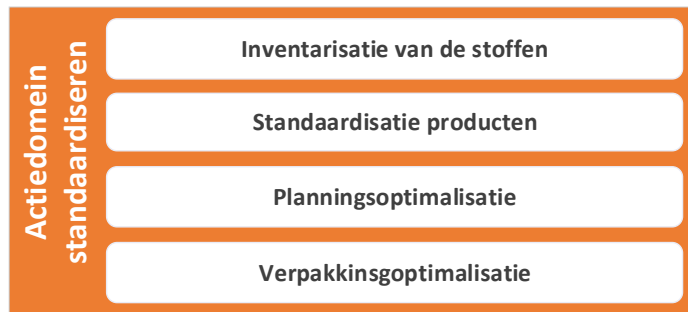 Actiedomein
standaardiseren
Inventarisatie van de stoffen
Standaardisatie producten
Planningsoptimalisatie
Verpakkinsgoptimalisatie